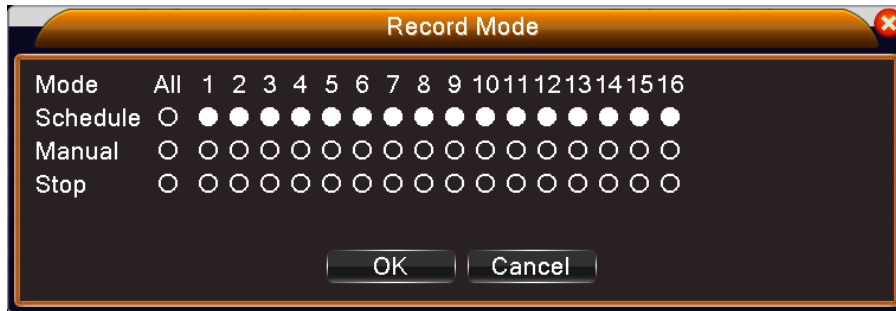 Record Mode
Mode All 1 2 3 4 5 6 7 8 9 10 11 12 13 14 15 16
Schedule
Manual
Stop
OK Cancel